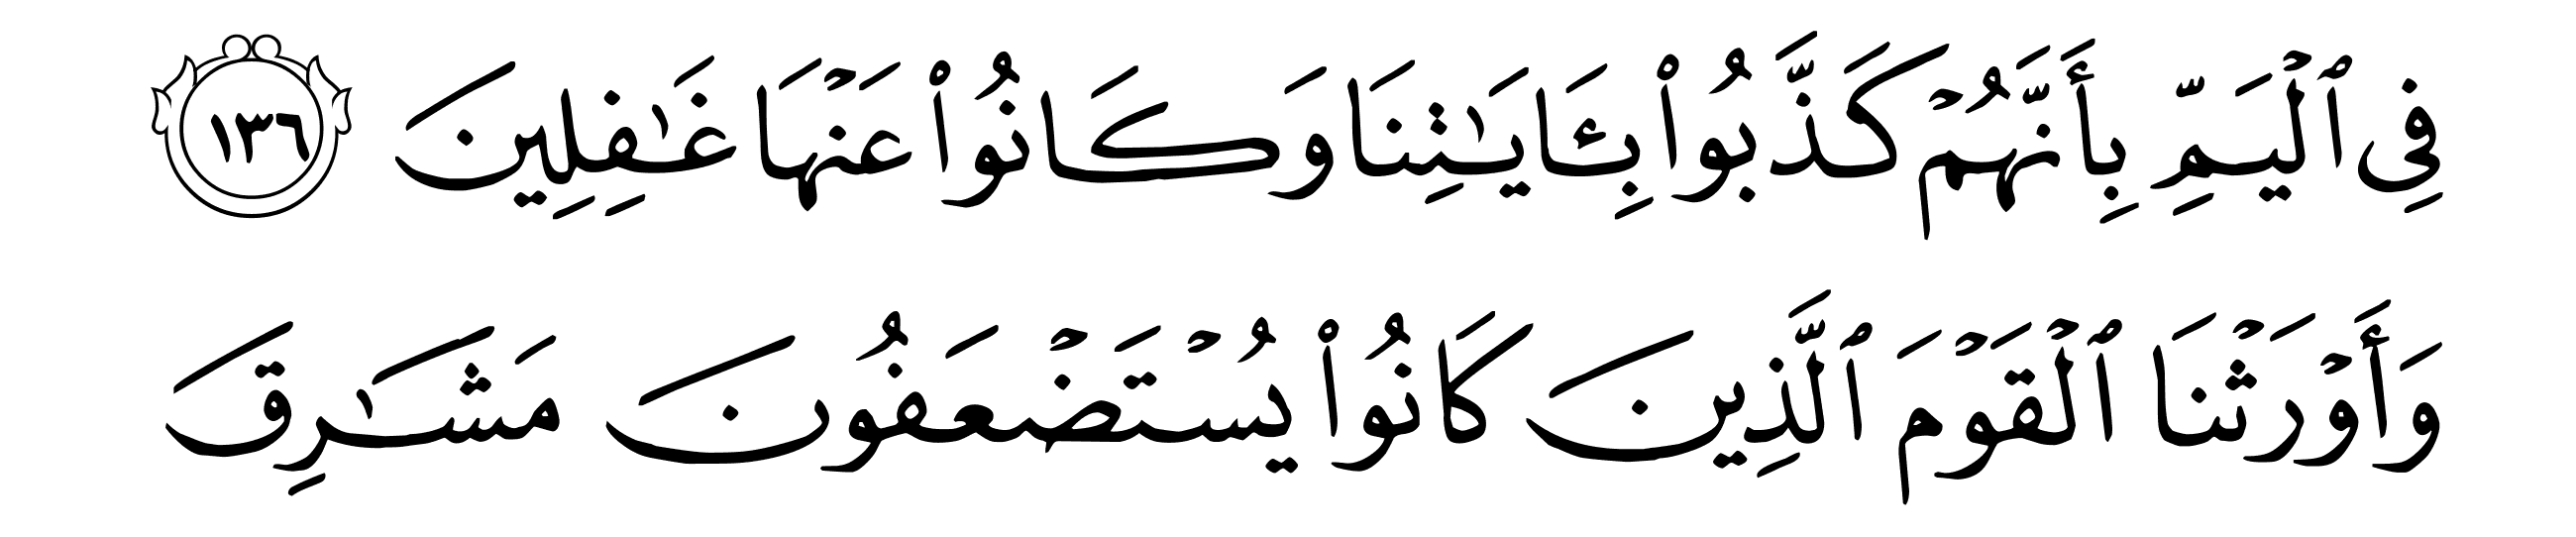 فِي ٱلۡيَمِّ بِأَنَّهُمۡ كَذَّبُواْ بِـَٔايَٰتِنَا وَكَانُواْ عَنۡهَا غَٰفِلِينَ ١٣٦
وَأَوۡرَثۡنَا ٱلۡقَوۡمَ ٱلَّذِينَ كَانُواْ يُسۡتَضۡعَفُونَ مَشَٰرِقَ